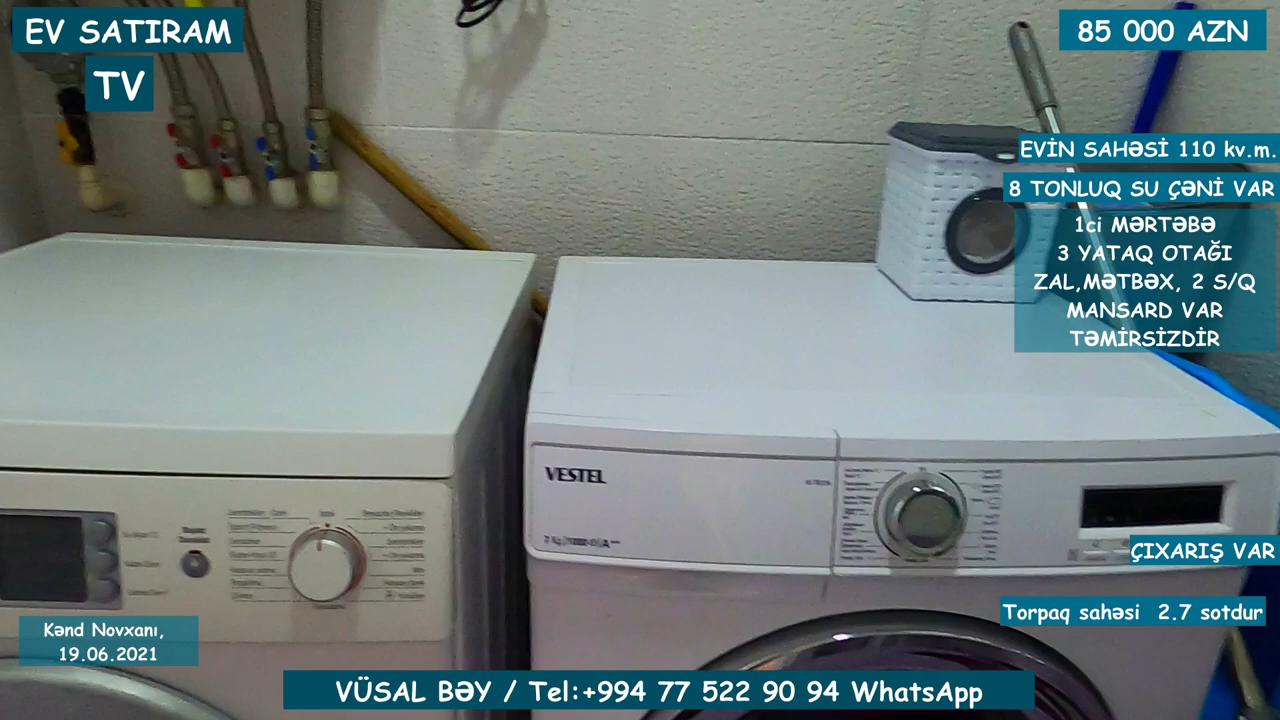 EV SATIRAM
TV
85 000 AZN
EVİN SAHƏSİ 110 kv.m.
8 TONLUQ SU ÇƏNİ VAR
1ci MƏRTƏBƏ
3 YATAQ OTAĞI
ZAL,MƏTBƏX, 2 S/Q
MANSARD VAR
TƏMİRSİZDİR
VESTEL
ÇIXARIŞ VAR
Torpaq sahəsi 2.7 sotdur
Kənd Novxanı,
19.06.2021
VÜSAL BƏY / Tel:+994 77 522 90 94 WhatsApp